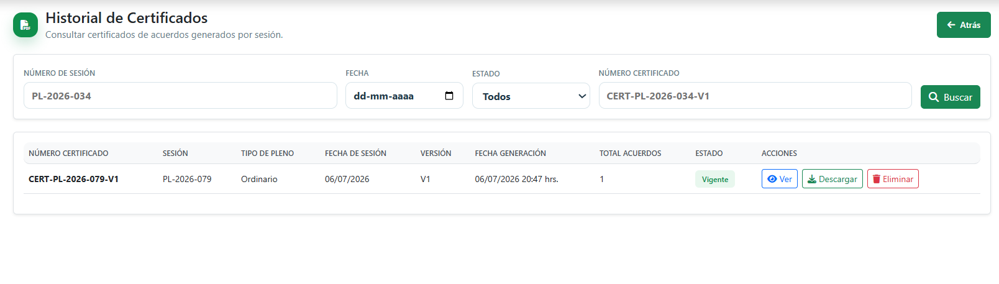 PDF
Historial de Certificados
Consultar certificados de acuerdos generados por sesión.
Atrás
NÚMERO DE SESIÓN
FECHA
ESTADO
NÚMERO CERTIFICADO
PL-2026-034
dd-mm-aaaa
Todos
CERT-PL-2026-034-V1
Buscar
NÚMERO CERTIFICADO SESIÓN TIPO DE PLENO FECHA DE SESIÓN VERSIÓN FECHA GENERACIÓN TOTAL ACUERDOS ESTADO ACCIONES
CERT-PL-2026-079-V1 PL-2026-079 Ordinario 06/07/2026 V1 06/07/2026 20:47 hrs. 1 Vigente Ver Descargar Eliminar